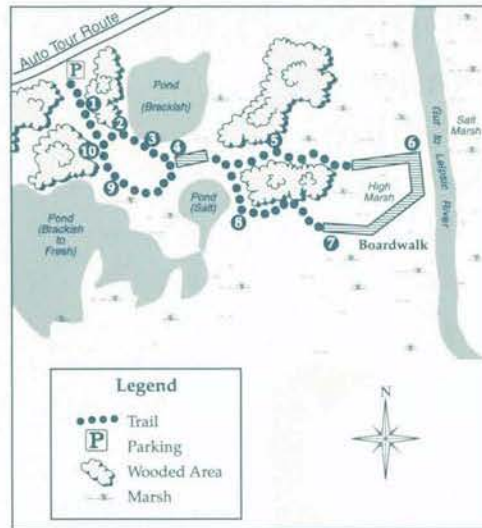 Auto Tour Route
P
1
2
3
4
5
6
7
8
9
10
Pond
(Brackish)
Pond
(Salt)
Pond
(Brackish
to
Fresh)
High
Marsh
Boardwalk
Gut to Leipsic River
Salt
Marsh
Legend
Trail
P Parking
Wooded Area
Marsh
N